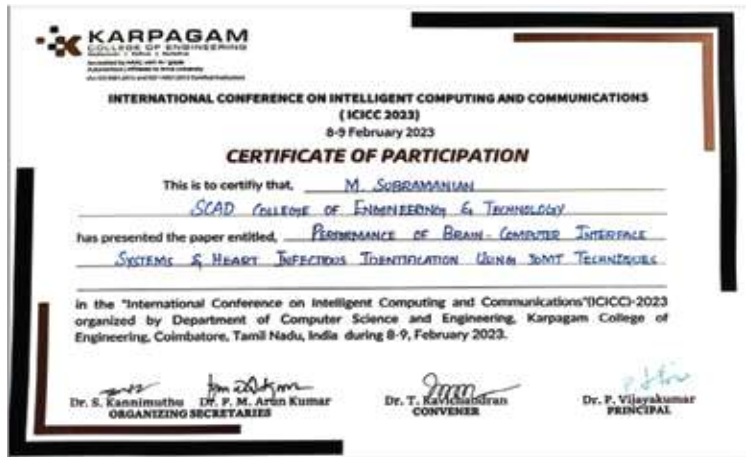 KARPAGAM
COLLEGE OF ENGINEERING
INTERNATIONAL CONFERENCE ON INTELLIGENT COMPUTING AND COMMUNICATIONS
( ICICC 2023)
8-9 February 2023
CERTIFICATE OF PARTICIPATION
This is to certify that, M. SUBRAMANIAN
SCAD COLLEGE OF ENGINEERING & TECHNOLOGY
has presented the paper entitled, PERFORMANCE OF BRAIN - COMPUTER INTERFACE
SYSTEMS & HEART INFECTIOUS IDENTIFICATION USING TECHNIQUES
in the "International Conference on Intelligent Computing and Communications"(ICICC)-2023
organized by Department of Computer Science and Engineering, Karpagam College of
Engineering, Coimbatore, Tamil Nadu, India during 8-9, February 2023.
Dr. S. Kannimuthu Dr. P. M. Arun Kumar
ORGANIZING SECRETARIES
Dr. T. Ravichandran
CONVENER
Dr. P. Vijayakumar
PRINCIPAL